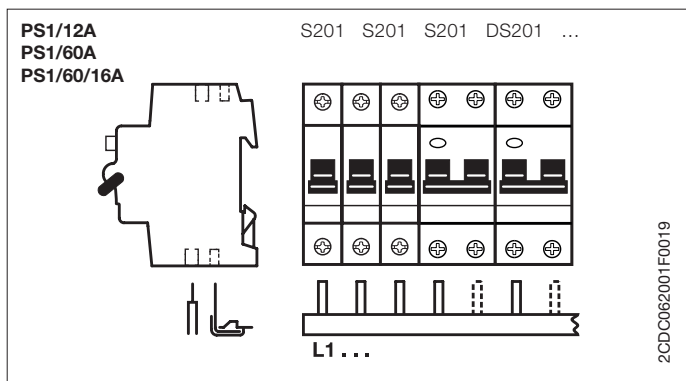 PS1/12A
PS1/60A
PS1/60/16A
S201 S201 S201 DS201 ...
L1 ...
2CDC062001F0019